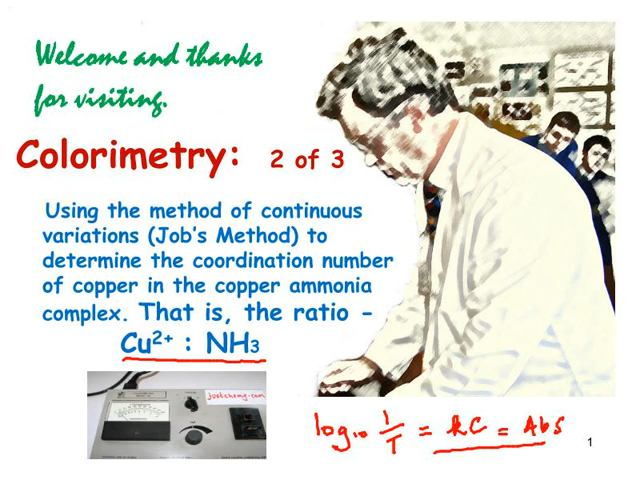 Welcome and thanks
for visiting.
Colorimetry: 2 of 3
Using the method of continuous
variations (Job's Method) to
determine the coordination number
of copper in the copper ammonia
complex. That is, the ratio -
Cu²⁺ : NH₃
justchemy.com
log₁₀ 1/T = kC = Abs
1